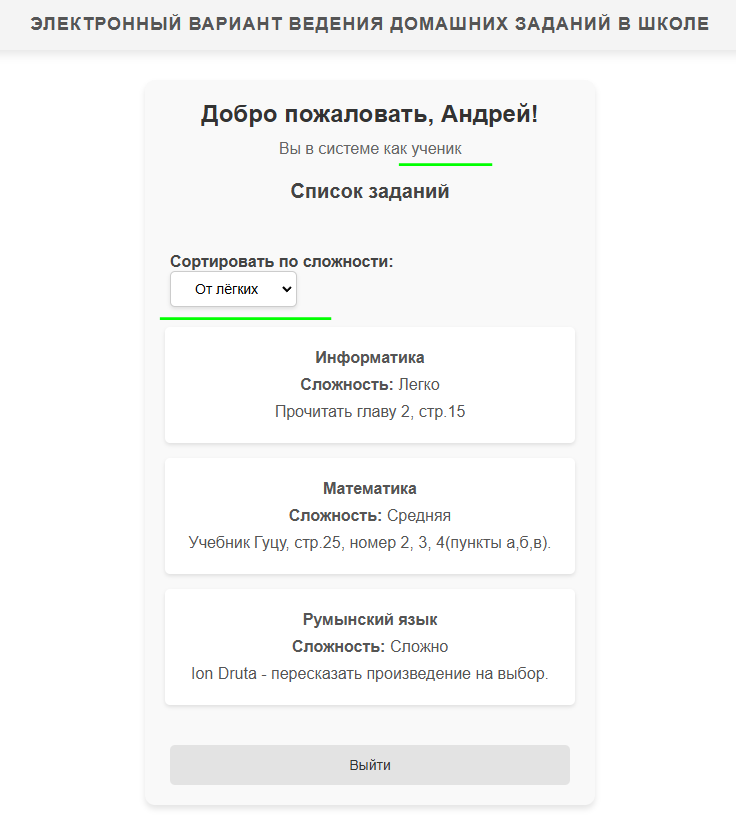 ЭЛЕКТРОННЫЙ ВАРИАНТ ВЕДЕНИЯ ДОМАШНИХ ЗАДАНИЙ В ШКОЛЕ
Добро пожаловать, Андрей!
Вы в системе как ученик
Список заданий
Сортировать по сложности:
От лёгких
Информатика
Сложность: Легко
Прочитать главу 2, стр.15
Математика
Сложность: Средняя
Учебник Гуцу, стр.25, номер 2, 3, 4(пункты а,б,в).
Румынский язык
Сложность: Сложно
Ion Druta - пересказать произведение на выбор.
Выйти